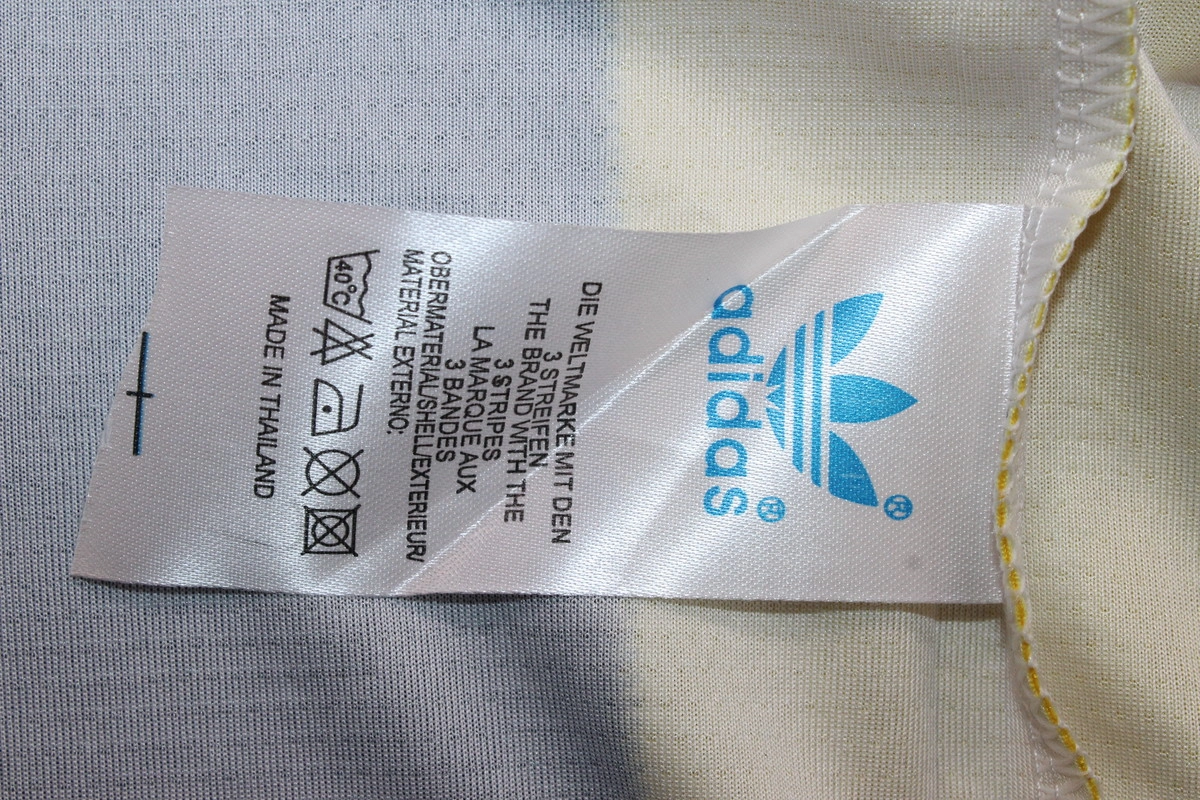 ®
adidas®
DIE WELTMARKE MIT DEN
3 STREIFEN
THE BRAND WITH THE
3 STRIPES
LA MARQUE AUX
3 BANDES
OBERMATERIAL/SHELL/EXTERIEUR/
MATERIAL EXTERNO:
40°C
MADE IN THAILAND